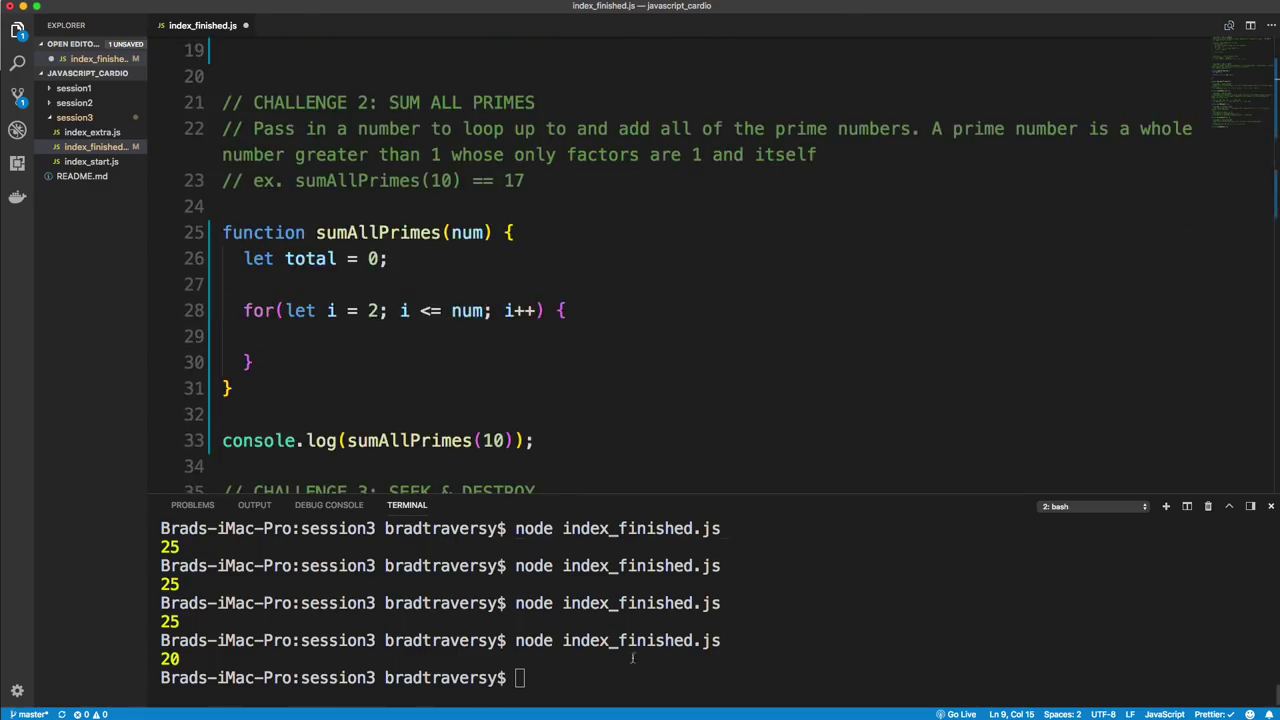 index_finished.js — javascript_cardio
EXPLORER
index_finished.js
OPEN EDITO... 1 UNSAVED
index_finishe.. M
JAVASCRIPT_CARDIO
session1
session2
session3
index_extra.js
index_finished... M
index_start.js
README.md
1
1
19
20
21 // CHALLENGE 2: SUM ALL PRIMES
22 // Pass in a number to loop up to and add all of the prime numbers. A prime number is a whole
number greater than 1 whose only factors are 1 and itself
23 // ex. sumAllPrimes(10) == 17
24
25 function sumAllPrimes(num) {
26 let total = 0;
27
28 for(let i = 2; i <= num; i++) {
29
30 }
31 }
32
33 console.log(sumAllPrimes(10));
34
35 // CHALLENGE 3: SEEK & DESTROY
PROBLEMS OUTPUT DEBUG CONSOLE TERMINAL 2: bash
Brads-iMac-Pro:session3 bradtraversy$ node index_finished.js
25
Brads-iMac-Pro:session3 bradtraversy$ node index_finished.js
25
Brads-iMac-Pro:session3 bradtraversy$ node index_finished.js
25
Brads-iMac-Pro:session3 bradtraversy$ node index_finished.js
20
Brads-iMac-Pro:session3 bradtraversy$
master* 0 0 Go Live Ln 9, Col 15 Spaces: 2 UTF-8 LF JavaScript Prettier: ✓